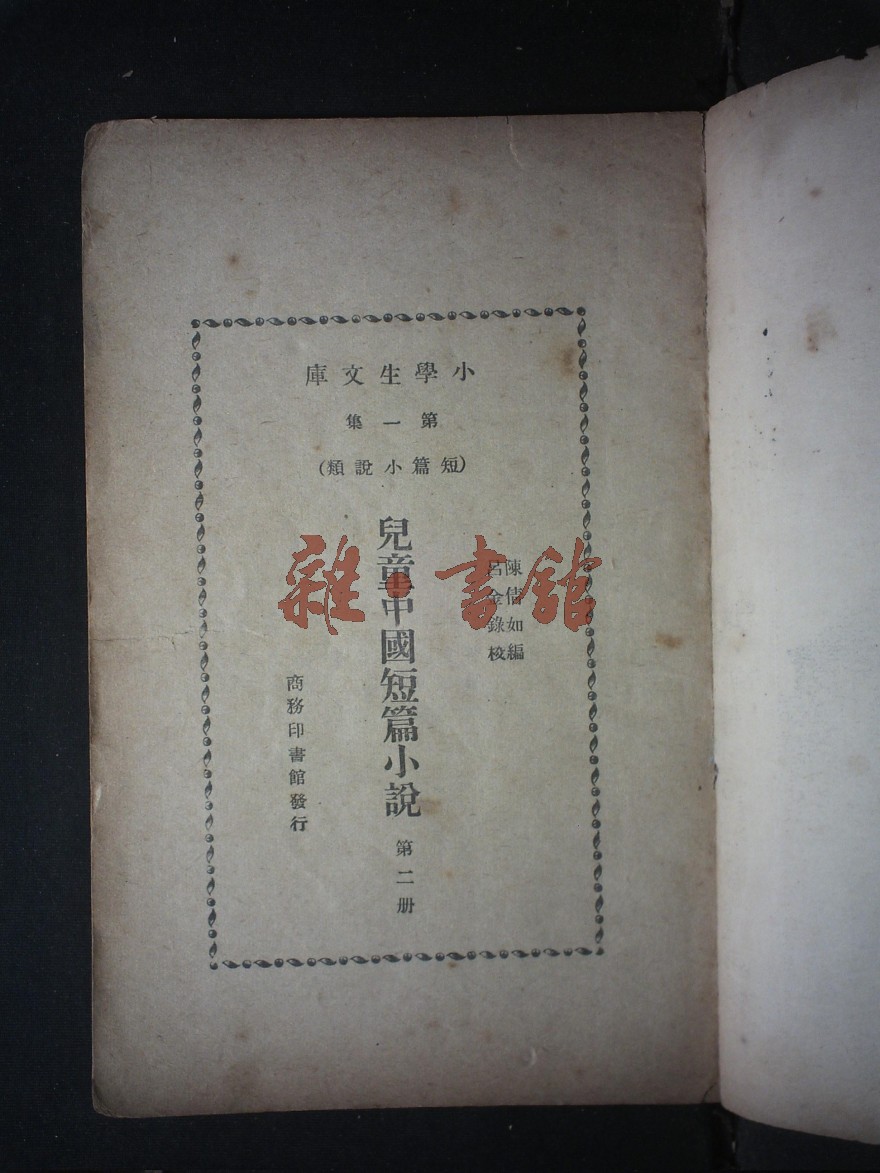 小學生文庫
第一集
(短篇小說類)
陳倩如編
呂金錄校
兒童中國短篇小說
第二册
商務印書館發行
雜·書館